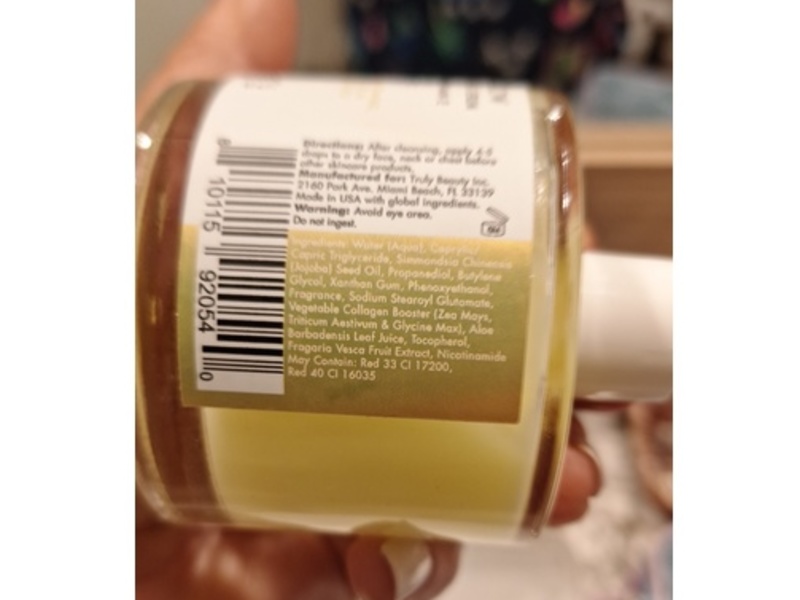 Directions: After cleansing, apply 4-5
drops to a dry face, neck or chest before
other skincare products.
Manufactured for: Truly Beauty Inc.
2160 Park Ave. Miami Beach, FL 33139
Made in USA with global ingredients.
Warning: Avoid eye area.
Do not ingest.
Ingredients: Water (Aqua), Caprylic/
Capric Triglyceride, Simmondsia Chinensis
(Jojoba) Seed Oil, Propanediol, Butylene
Glycol, Xanthan Gum, Phenoxyethanol,
Fragrance, Sodium Stearoyl Glutamate,
Vegetable Collagen Booster (Zea Mays,
Triticum Aestivum & Glycine Max), Aloe
Barbadensis Leaf Juice, Tocopherol,
Fragaria Vesca Fruit Extract, Nicotinamide
May Contain: Red 33 CI 17200,
Red 40 CI 16035
8 10115 92054 0